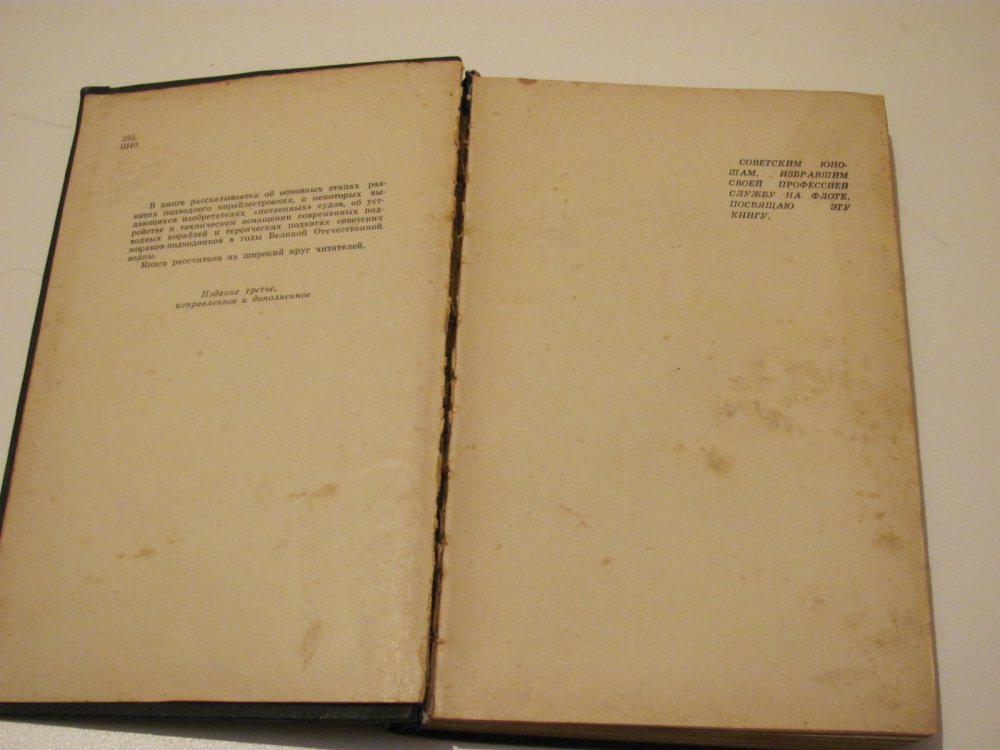 359.
Ш49.
В книге рассказывается об основных этапах раз-
вития подводного кораблестроения, о некоторых вы-
дающихся изобретателях «потаенных» судов, об уст-
ройстве и техническом оснащении современных под-
водных кораблей и героических подвигах советских
моряков-подводников в годы Великой Отечественной
войны.
Книга рассчитана на широкий круг читателей.
Издание третье,
исправленное и дополненное
СОВЕТСКИМ ЮНО-
ШАМ, ИЗБРАВШИМ
СВОЕЙ ПРОФЕССИЕЙ
СЛУЖБУ НА ФЛОТЕ,
ПОСВЯЩАЮ ЭТУ
КНИГУ.